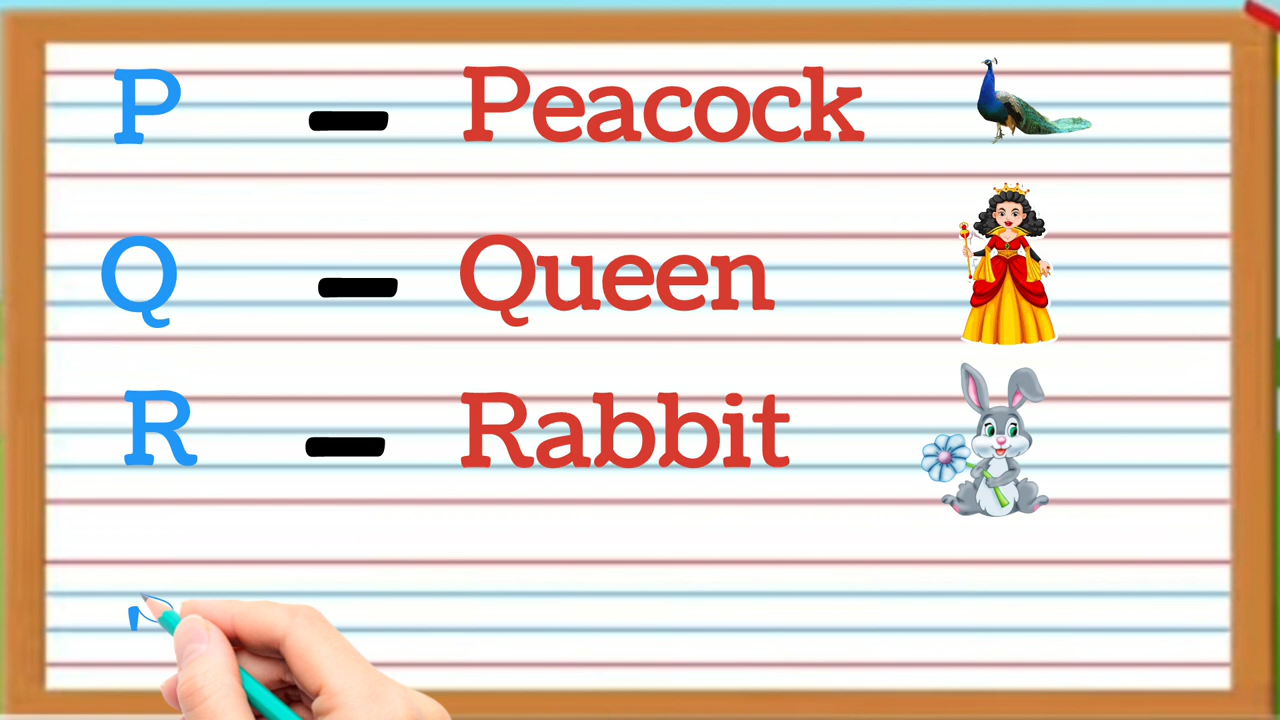 P - Peacock
Q - Queen
R - Rabbit